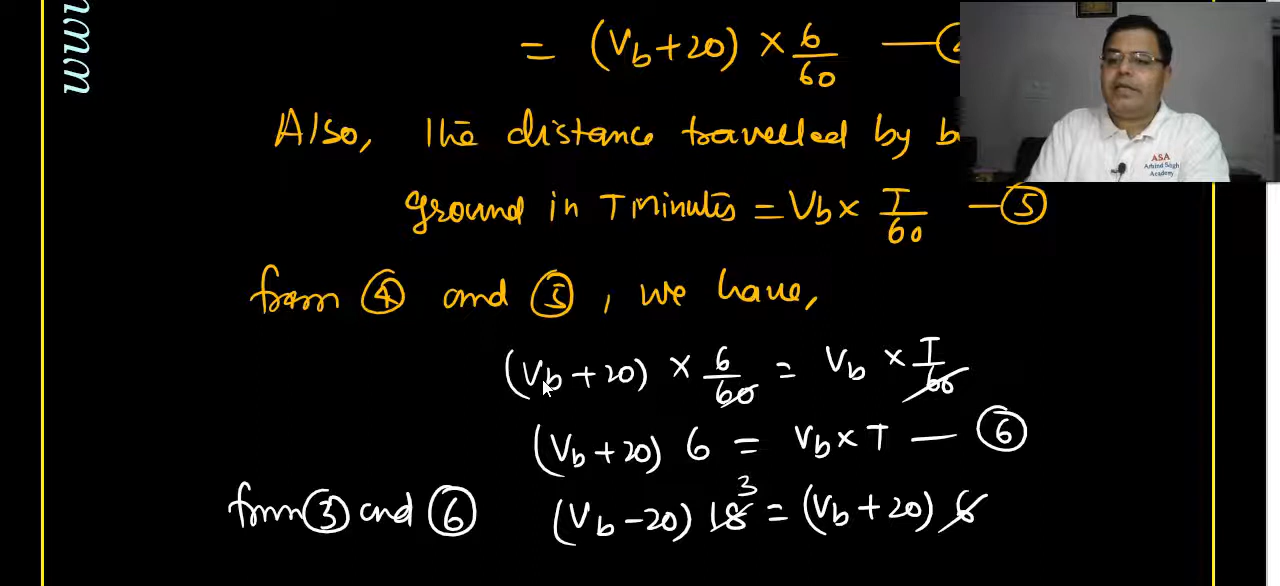 www
= (Vb + 20) × 6/60
Also, The distance travelled by b
ground in T Minutes = Vb × T/60 — ⑤
from ④ and ⑤, we have,
(Vb + 20) × 6/60 = Vb × T/60
(Vb + 20) 6 = Vb × T — ⑥
from ③ and ⑥ (Vb - 20) 18 3 = (Vb + 20) 6
ASA
Arbind Singh
Academy